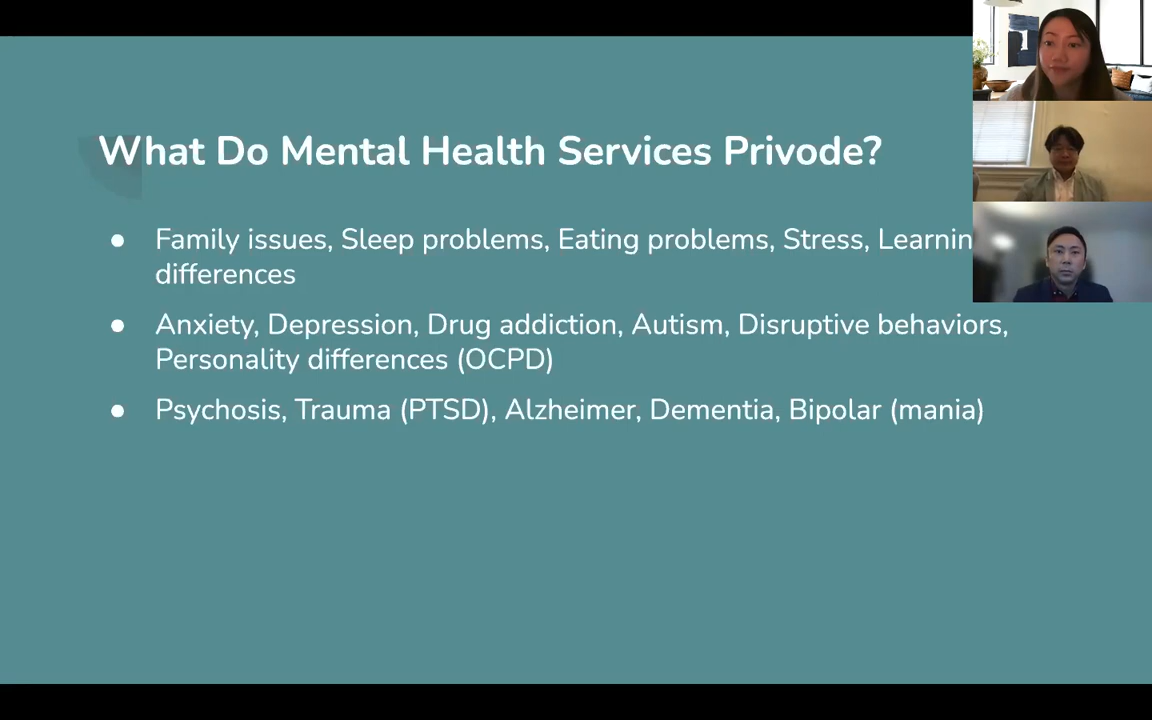 What Do Mental Health Services Privode?
● Family issues, Sleep problems, Eating problems, Stress, Learnin
differences
● Anxiety, Depression, Drug addiction, Autism, Disruptive behaviors,
Personality differences (OCPD)
● Psychosis, Trauma (PTSD), Alzheimer, Dementia, Bipolar (mania)